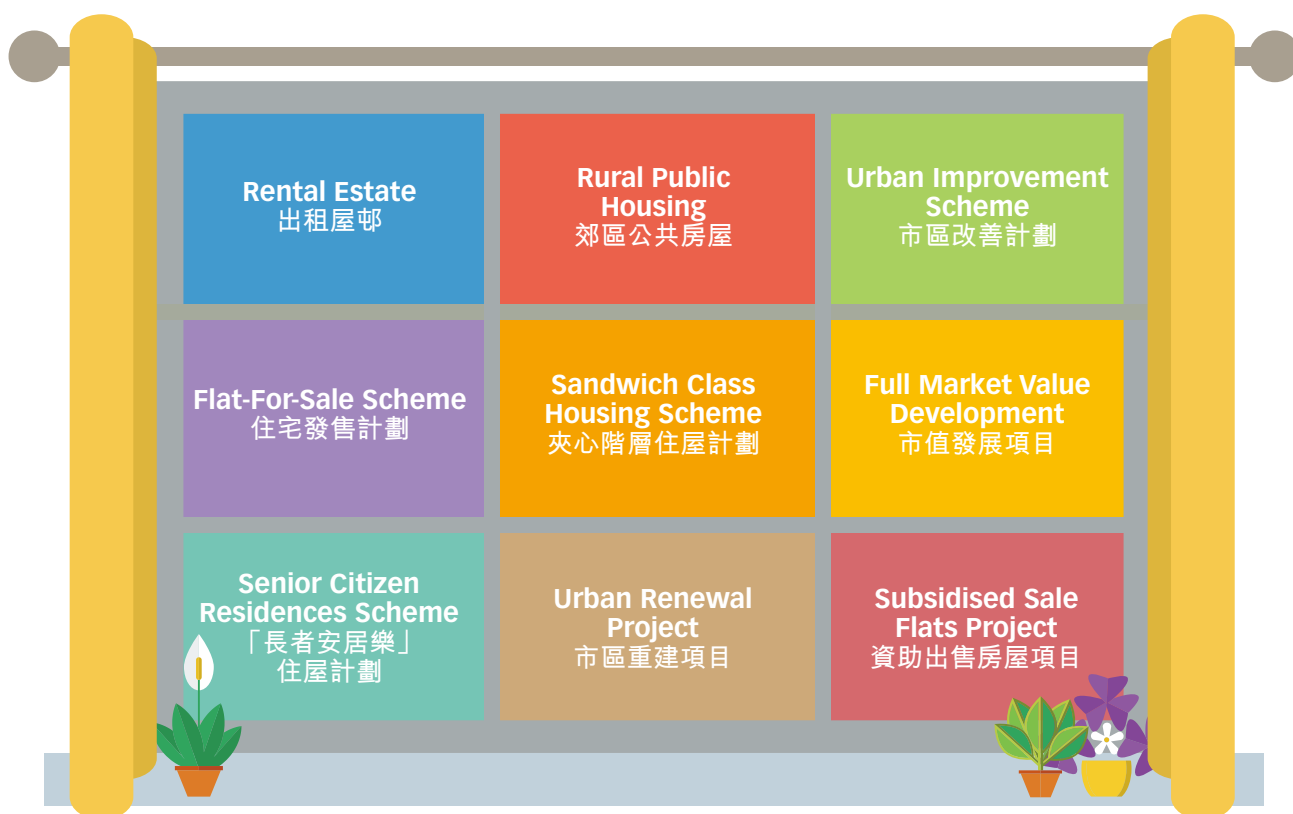 Rental Estate
出租屋邨
Rural Public
Housing
郊區公共房屋
Urban Improvement
Scheme
市區改善計劃
Flat-For-Sale Scheme
住宅發售計劃
Sandwich Class
Housing Scheme
夾心階層住屋計劃
Full Market Value
Development
市值發展項目
Senior Citizen
Residences Scheme
「長者安居樂」
住屋計劃
Urban Renewal
Project
市區重建項目
Subsidised Sale
Flats Project
資助出售房屋項目